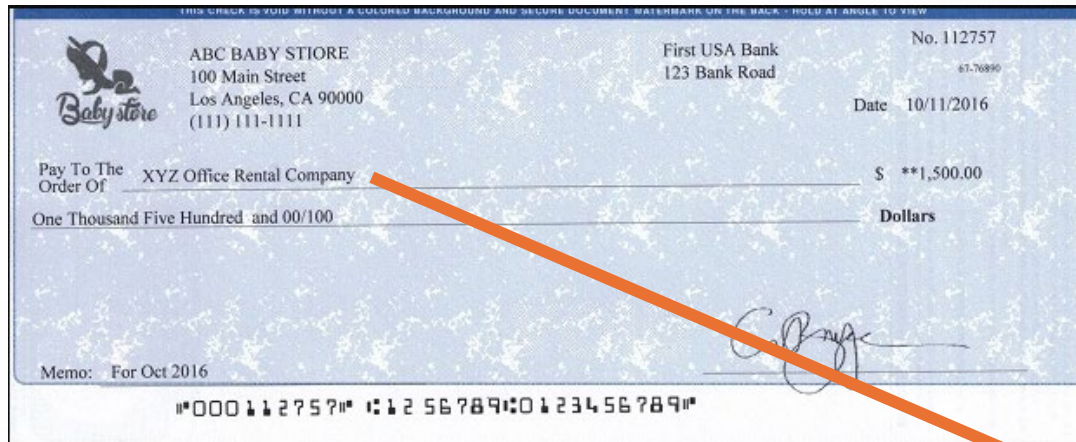 THIS CHECK IS VOID WITHOUT A COLORED BACKGROUND AND SECURE DOCUMENT WATERMARK ON THE BACK - HOLD AT ANGLE TO VIEW
Baby store
ABC BABY STIORE
100 Main Street
Los Angeles, CA 90000
(111) 111-1111
First USA Bank
123 Bank Road
No. 112757
67-76890
Date 10/11/2016
Pay To The
Order Of XYZ Office Rental Company $ **1,500.00
One Thousand Five Hundred and 00/100 Dollars
Memo: For Oct 2016
⑈000112757⑈ ⑆12 56789⑆0123456789⑈